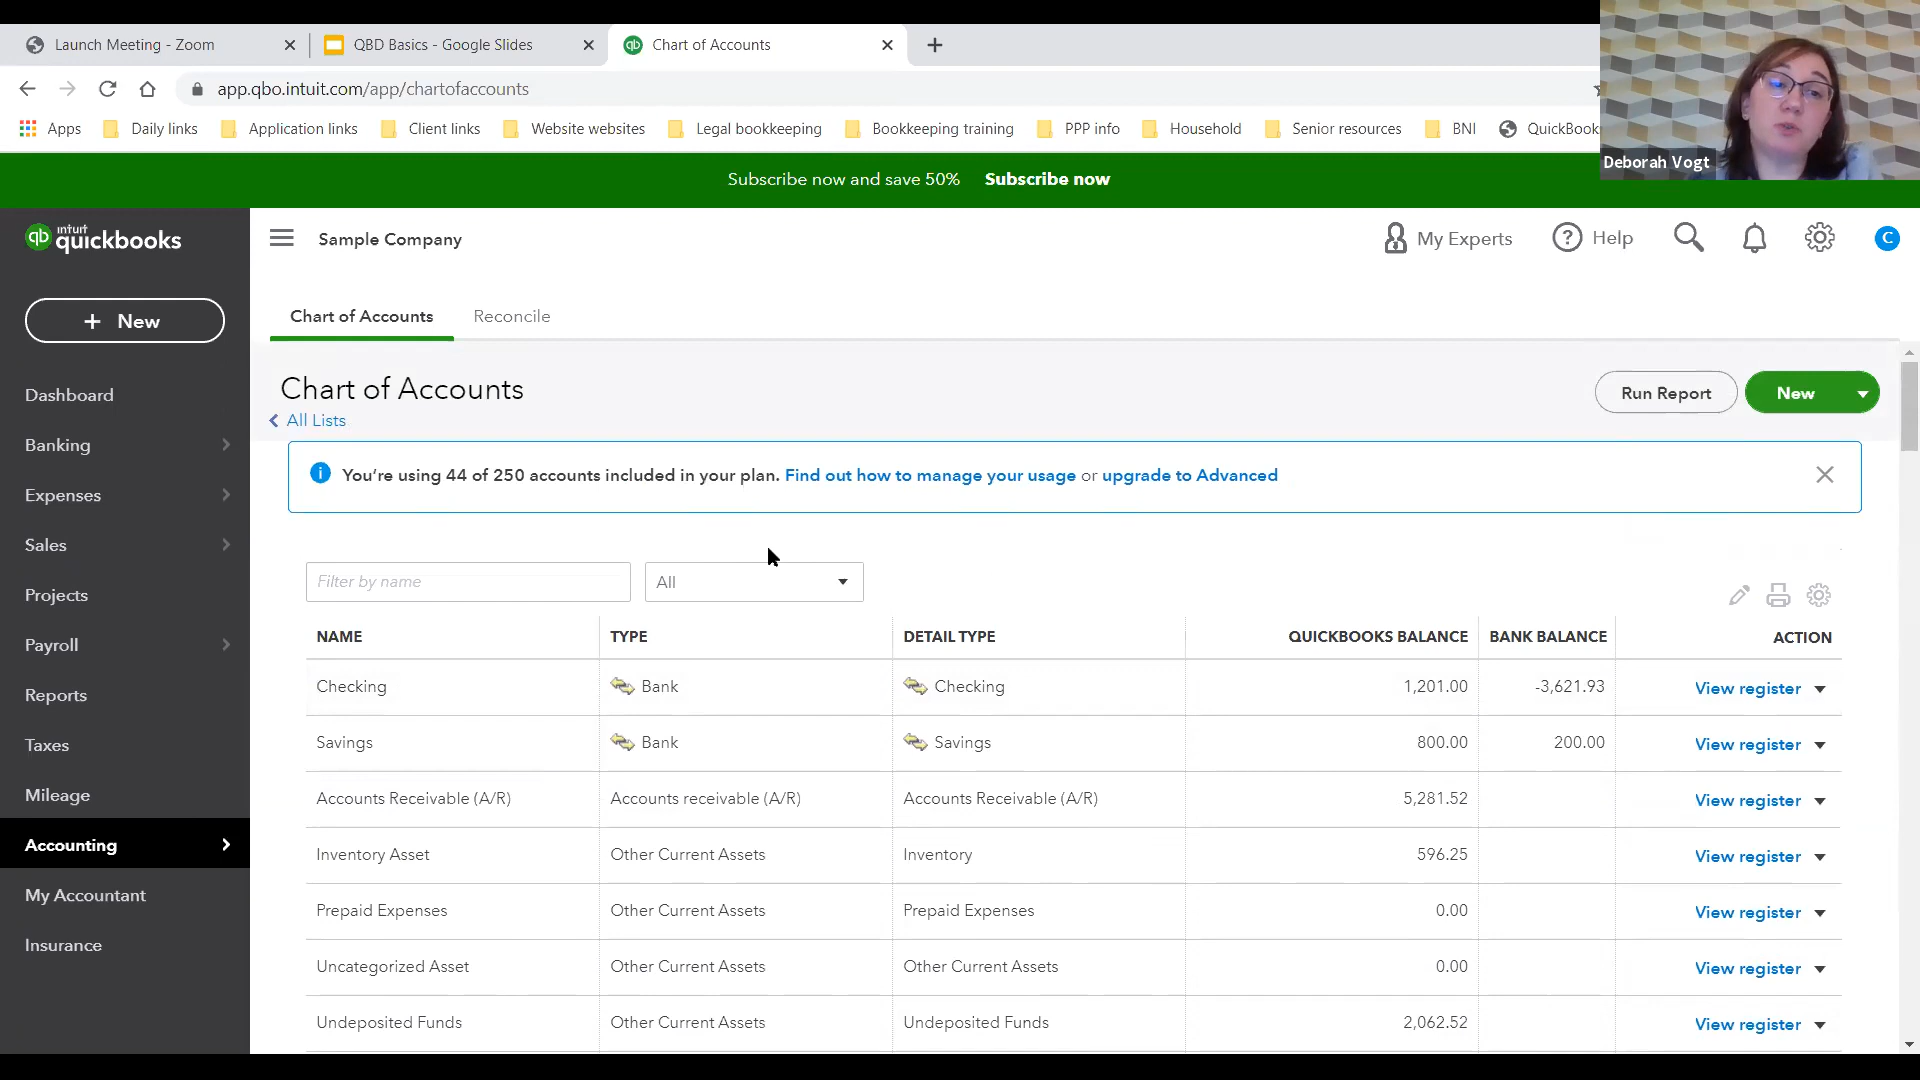 Launch Meeting - Zoom
QBD Basics - Google Slides
qb
Chart of Accounts
app.qbo.intuit.com/app/chartofaccounts
Apps
Daily links
Application links
Client links
Website websites
Legal bookkeeping
Bookkeeping training
PPP info
Household
Senior resources
BNI
QuickBook
Deborah Vogt
Subscribe now and save 50% Subscribe now
qb intuit quickbooks
Sample Company
My Experts
? Help
C
+ New
Chart of Accounts
Reconcile
Dashboard
Banking
Expenses
Sales
Projects
Payroll
Reports
Taxes
Mileage
Accounting
My Accountant
Insurance
Chart of Accounts
All Lists
Run Report
New
i You're using 44 of 250 accounts included in your plan. Find out how to manage your usage or upgrade to Advanced
Filter by name
All
NAME TYPE DETAIL TYPE QUICKBOOKS BALANCE BANK BALANCE ACTION
Checking Bank Checking 1,201.00 -3,621.93 View register
Savings Bank Savings 800.00 200.00 View register
Accounts Receivable (A/R) Accounts receivable (A/R) Accounts Receivable (A/R) 5,281.52 View register
Inventory Asset Other Current Assets Inventory 596.25 View register
Prepaid Expenses Other Current Assets Prepaid Expenses 0.00 View register
Uncategorized Asset Other Current Assets Other Current Assets 0.00 View register
Undeposited Funds Other Current Assets Undeposited Funds 2,062.52 View register